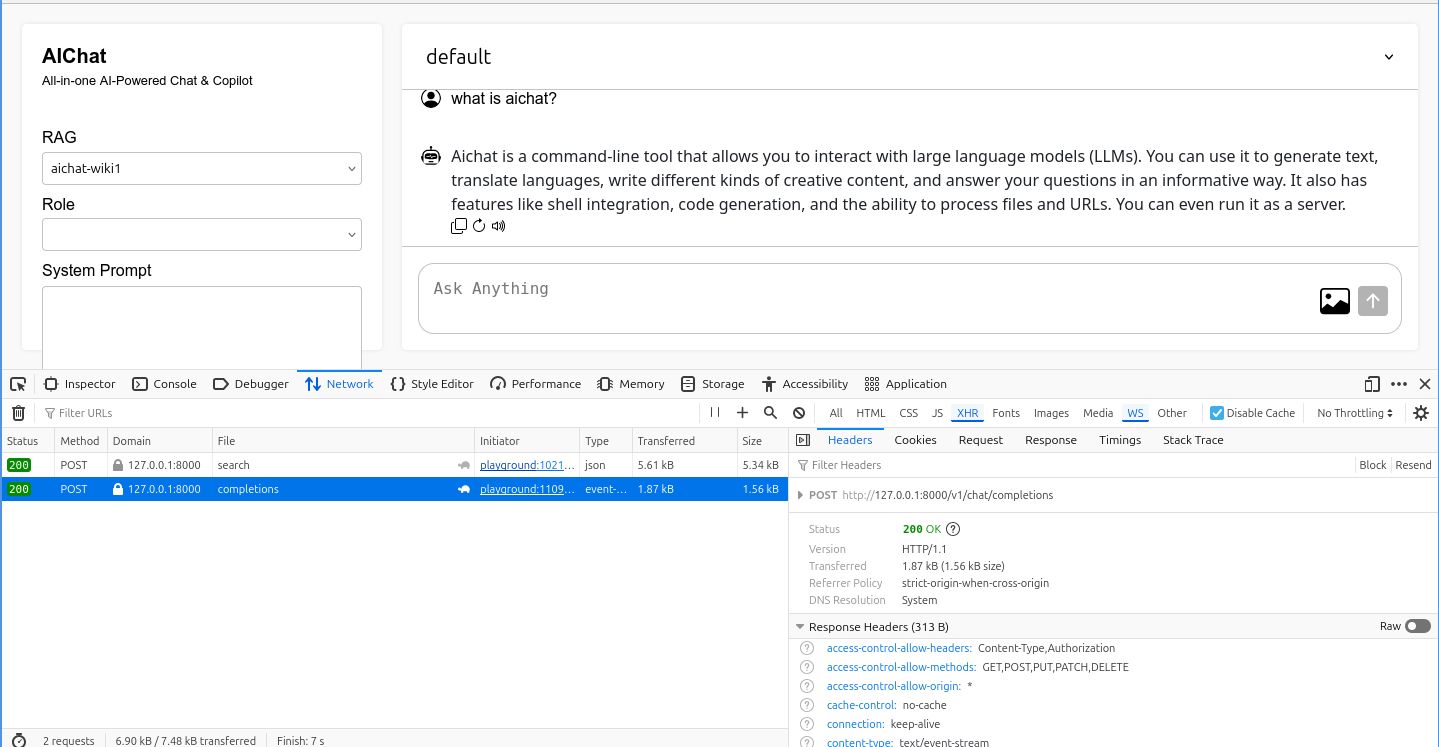 AIChat
All-in-one AI-Powered Chat & Copilot
RAG
aichat-wiki1
Role
System Prompt
default
what is aichat?
Aichat is a command-line tool that allows you to interact with large language models (LLMs). You can use it to generate text,
translate languages, write different kinds of creative content, and answer your questions in an informative way. It also has
features like shell integration, code generation, and the ability to process files and URLs. You can even run it as a server.
Ask Anything
Inspector Console Debugger Network Style Editor Performance Memory Storage Accessibility Application
Filter URLs All HTML CSS JS XHR Fonts Images Media WS Other Disable Cache No Throttling
Status Method Domain File Initiator Type Transferred Size
200 POST 127.0.0.1:8000 search playground:1021... json 5.61 kB 5.34 kB
200 POST 127.0.0.1:8000 completions playground:1109... event-... 1.87 kB 1.56 kB
2 requests 6.90 kB / 7.48 kB transferred Finish: 7 s
Headers Cookies Request Response Timings Stack Trace
Filter Headers Block Resend
POST http://127.0.0.1:8000/v1/chat/completions
Status 200 OK
Version HTTP/1.1
Transferred 1.87 kB (1.56 kB size)
Referrer Policy strict-origin-when-cross-origin
DNS Resolution System
Response Headers (313 B) Raw
access-control-allow-headers: Content-Type,Authorization
access-control-allow-methods: GET,POST,PUT,PATCH,DELETE
access-control-allow-origin: *
cache-control: no-cache
connection: keep-alive
content-type: text/event-stream